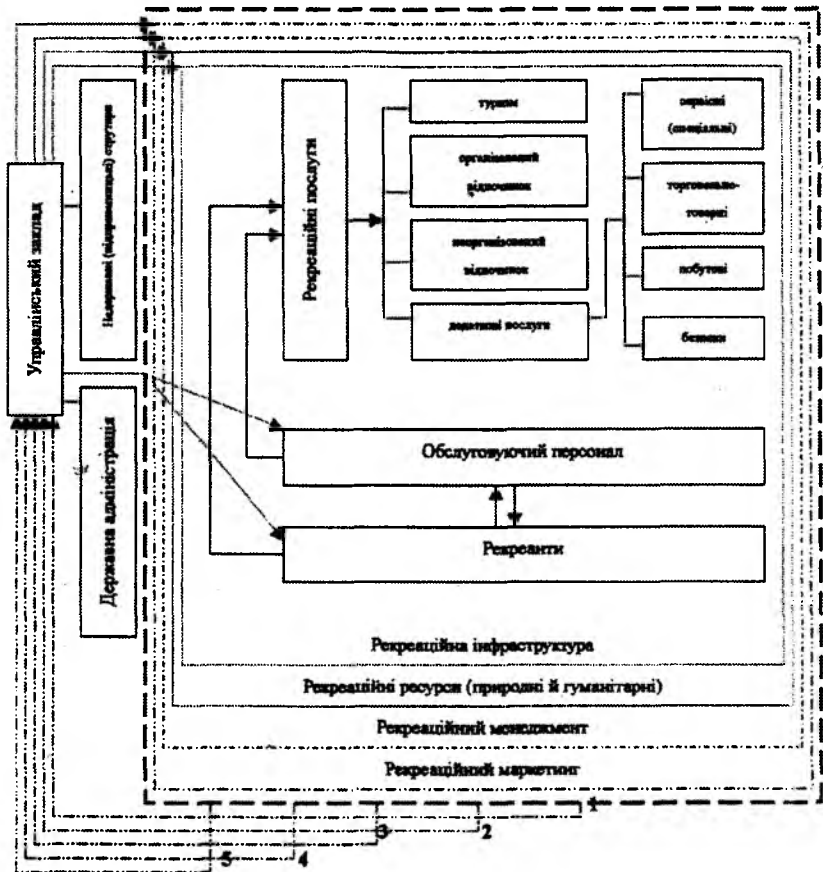 Управлінський заклад
Недержавні (підприємницькі) структури
Державна адміністрація
Рекреаційні послуги
туризм
організований
відпочинок
неорганізований
відпочинок
додаткові послуги
сервісні
(спеціальні)
торговельно-
товарні
побутові
безпеки
Обслуговуючий персонал
Рекреанти
Рекреаційна інфраструктура
Рекреаційні ресурси (природні й гуманітарні)
Рекреаційний менеджмент
Рекреаційний маркетинг
1
2
3
4
5